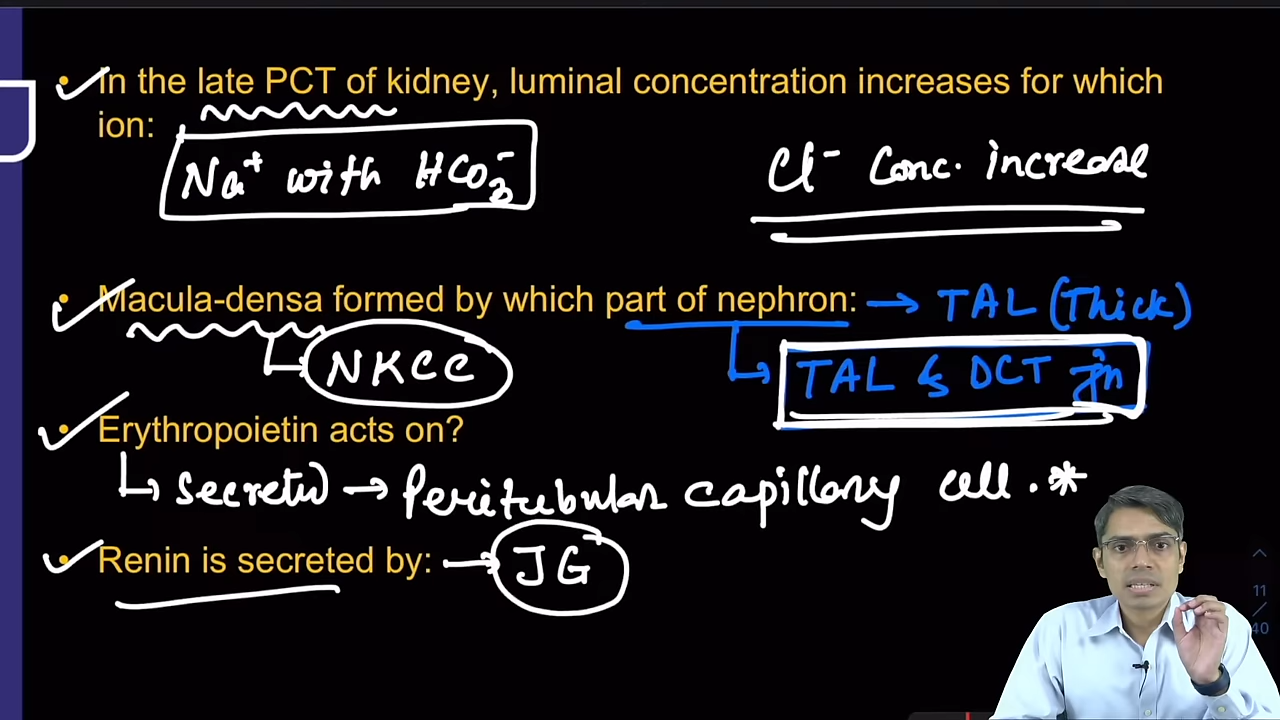 • In the late PCT of kidney, luminal concentration increases for which
ion:
Na+ with HCO3-
Cl- Conc. increase
• Macula-densa formed by which part of nephron: → TAL (Thick)
NKCC
TAL & DCT jn
• Erythropoietin acts on?
Secreted → Peritubular capillary cell. *
• Renin is secreted by: → JG
11
/
40